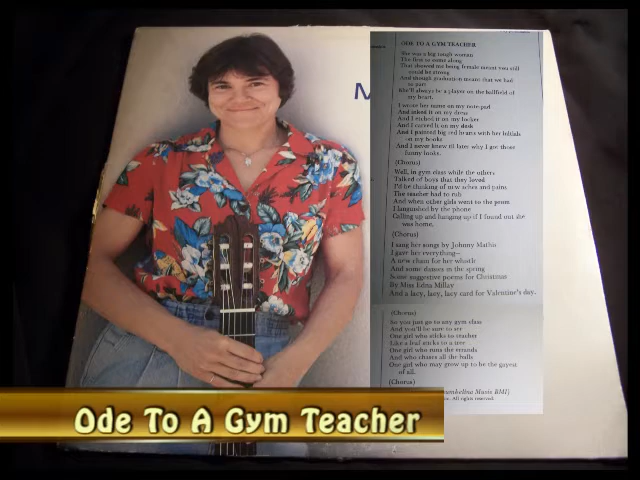 M
ODE TO A GYM TEACHER
She was a big tough woman
The first to come along
That showed me being female meant you still
could be strong
And though graduation meant that we had
to part
She'll always be a player on the ballfield of
my heart.
I wrote her name on my note-pad
And inked it on my dress
And I etched it on my locker
And I carved it on my desk
And I painted big red hearts with her initials
on my books
And I never knew til later why I got those
funny looks.
(Chorus)
Well, in gym class while the others
Talked of boys that they loved
I'd be thinking of new aches and pains
The teacher had to rub
And when other girls went to the prom
I languished by the phone
Calling up and hanging up if I found out she
was home.
(Chorus)
I sang her songs by Johnny Mathis
I gave her everything—
A new chain for her whistle
And some daisies in the spring
Some suggestive poems for Christmas
By Miss Edna Millay
And a lacy, lacy, lacy card for Valentine's day.
(Chorus)
So you just go to any gym class
And you'll be sure to see
One girl who sticks to teacher
Like a leaf sticks to a tree
One girl who runs the errands
And who chases all the balls
One girl who may grow up to be the gayest
of all.
(Chorus)
Music BMI)
All rights reserved.
Ode To A Gym Teacher